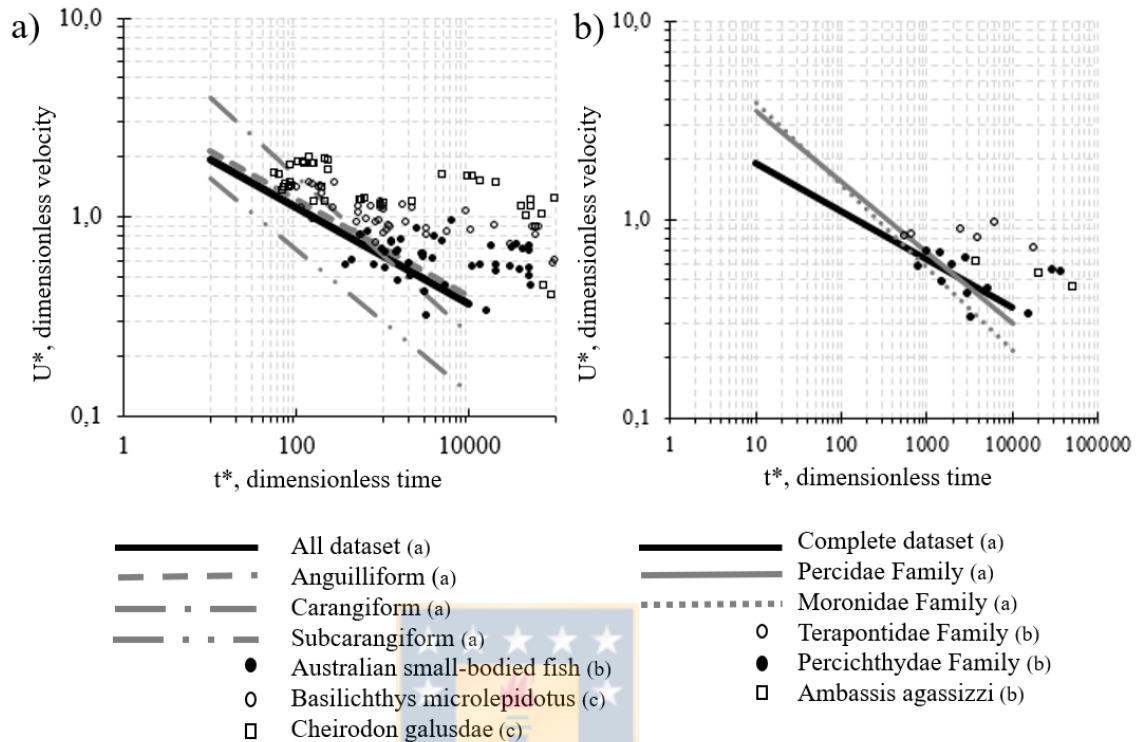 a)
10,0
1,0
0,1
U*, dimensionless velocity
1
100
10000
t*, dimensionless time
b)
10,0
1,0
0,1
U*, dimensionless velocity
1
10
100
1000
10000
100000
t*, dimensionless time
All dataset (a)
Anguilliform (a)
Carangiform (a)
Subcarangiform (a)
Australian small-bodied fish (b)
Basilichthys microlepidotus (c)
Cheirodon galusdae (c)
Complete dataset (a)
Percidae Family (a)
Moronidae Family (a)
Terapontidae Family (b)
Percichthydae Family (b)
Ambassis agassizzi (b)